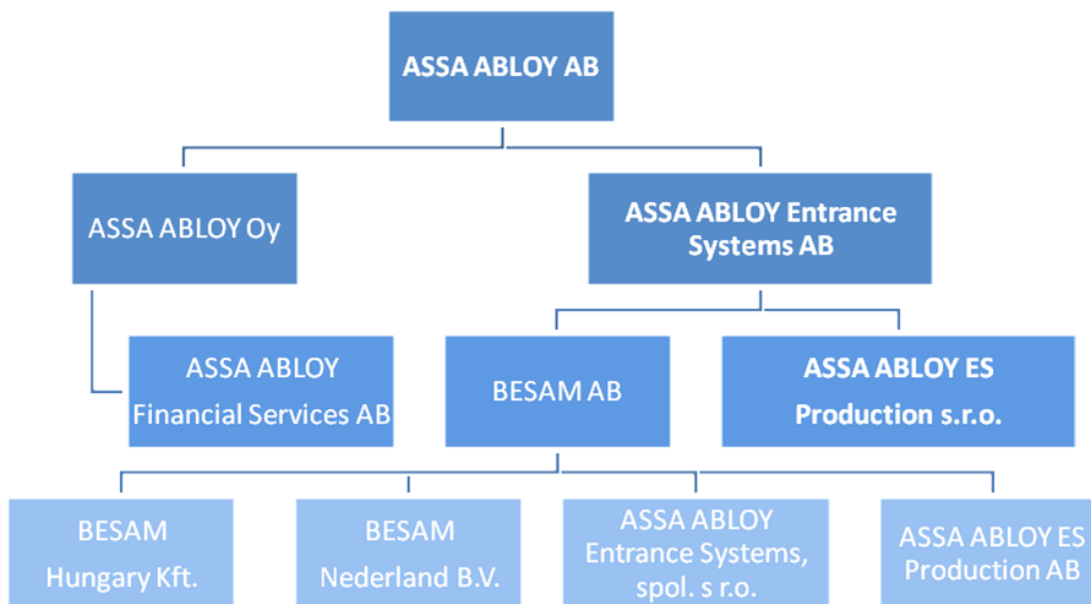 ASSA ABLOY AB
ASSA ABLOY Oy
ASSA ABLOY Entrance
Systems AB
ASSA ABLOY
Financial Services AB
BESAM AB
ASSA ABLOY ES
Production s.r.o.
BESAM
Hungary Kft.
BESAM
Nederland B.V.
ASSA ABLOY
Entrance Systems,
spol. s r.o.
ASSA ABLOY ES
Production AB